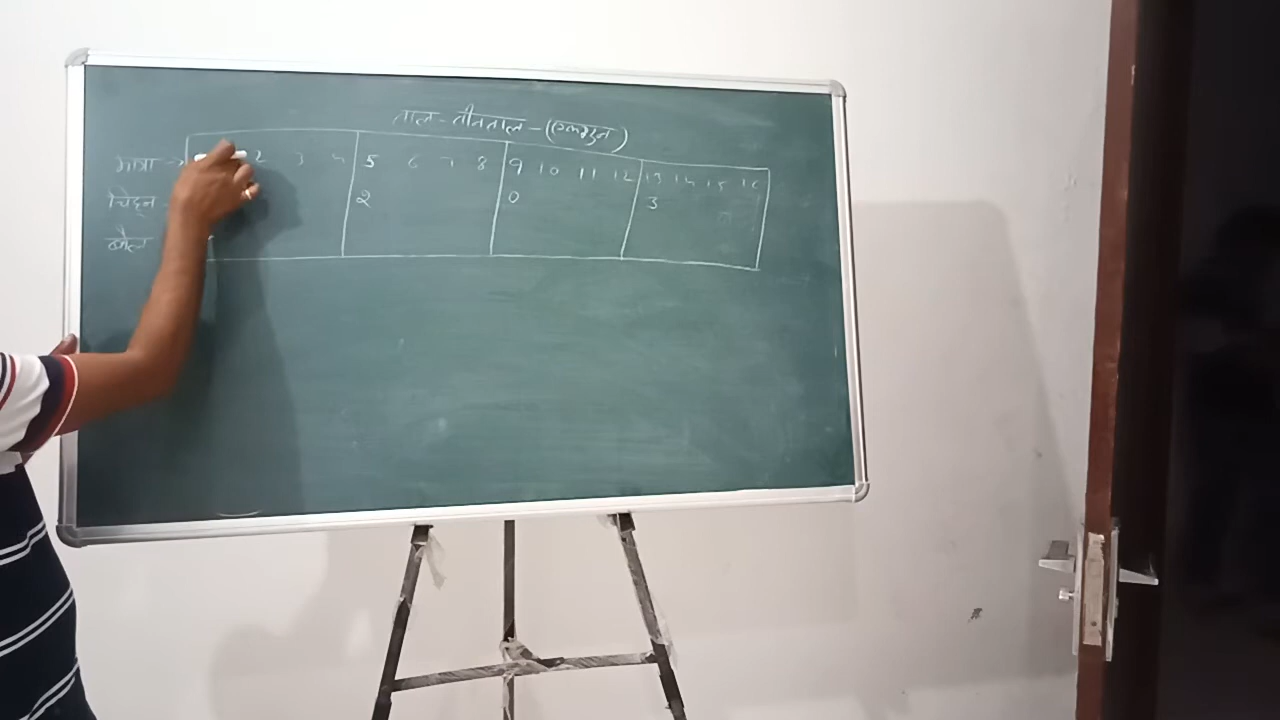 ताल - तीनताल - (एकगुन)
मात्रा → 2 3 4 5 6 7 8 9 10 11 12 13 14 15 16
चिह्न - 2 0 3
बोल